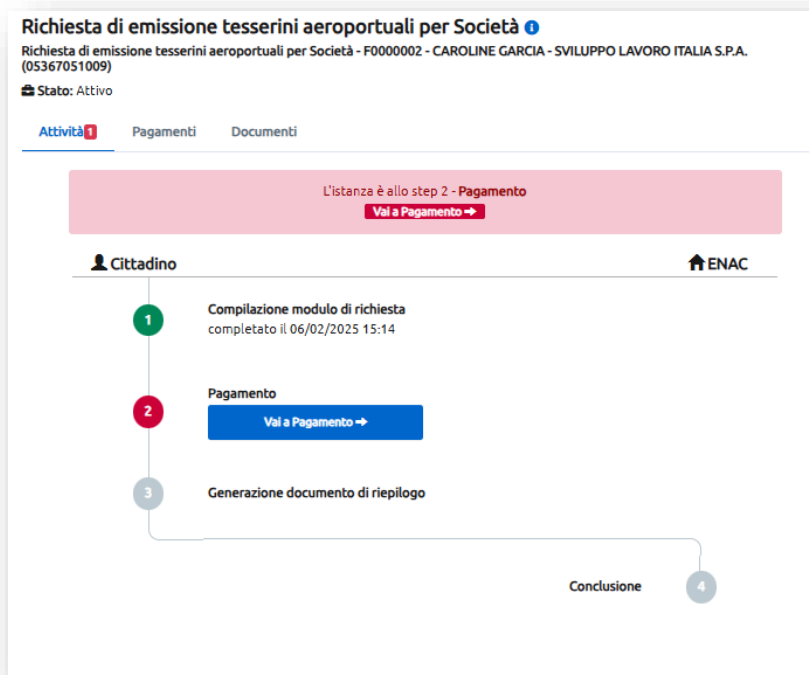 Richiesta di emissione tesserini aeroportuali per Società
Richiesta di emissione tesserini aeroportuali per Società - F0000002 - CAROLINE GARCIA - SVILUPPO LAVORO ITALIA S.P.A.
(05367051009)
Stato: Attivo
Attività 1 Pagamenti Documenti
L'istanza è allo step 2 - Pagamento
Vai a Pagamento →
Cittadino ENAC
1 Compilazione modulo di richiesta
completato il 06/02/2025 15:14
Pagamento
2 Vai a Pagamento →
3 Generazione documento di riepilogo
Conclusione 4